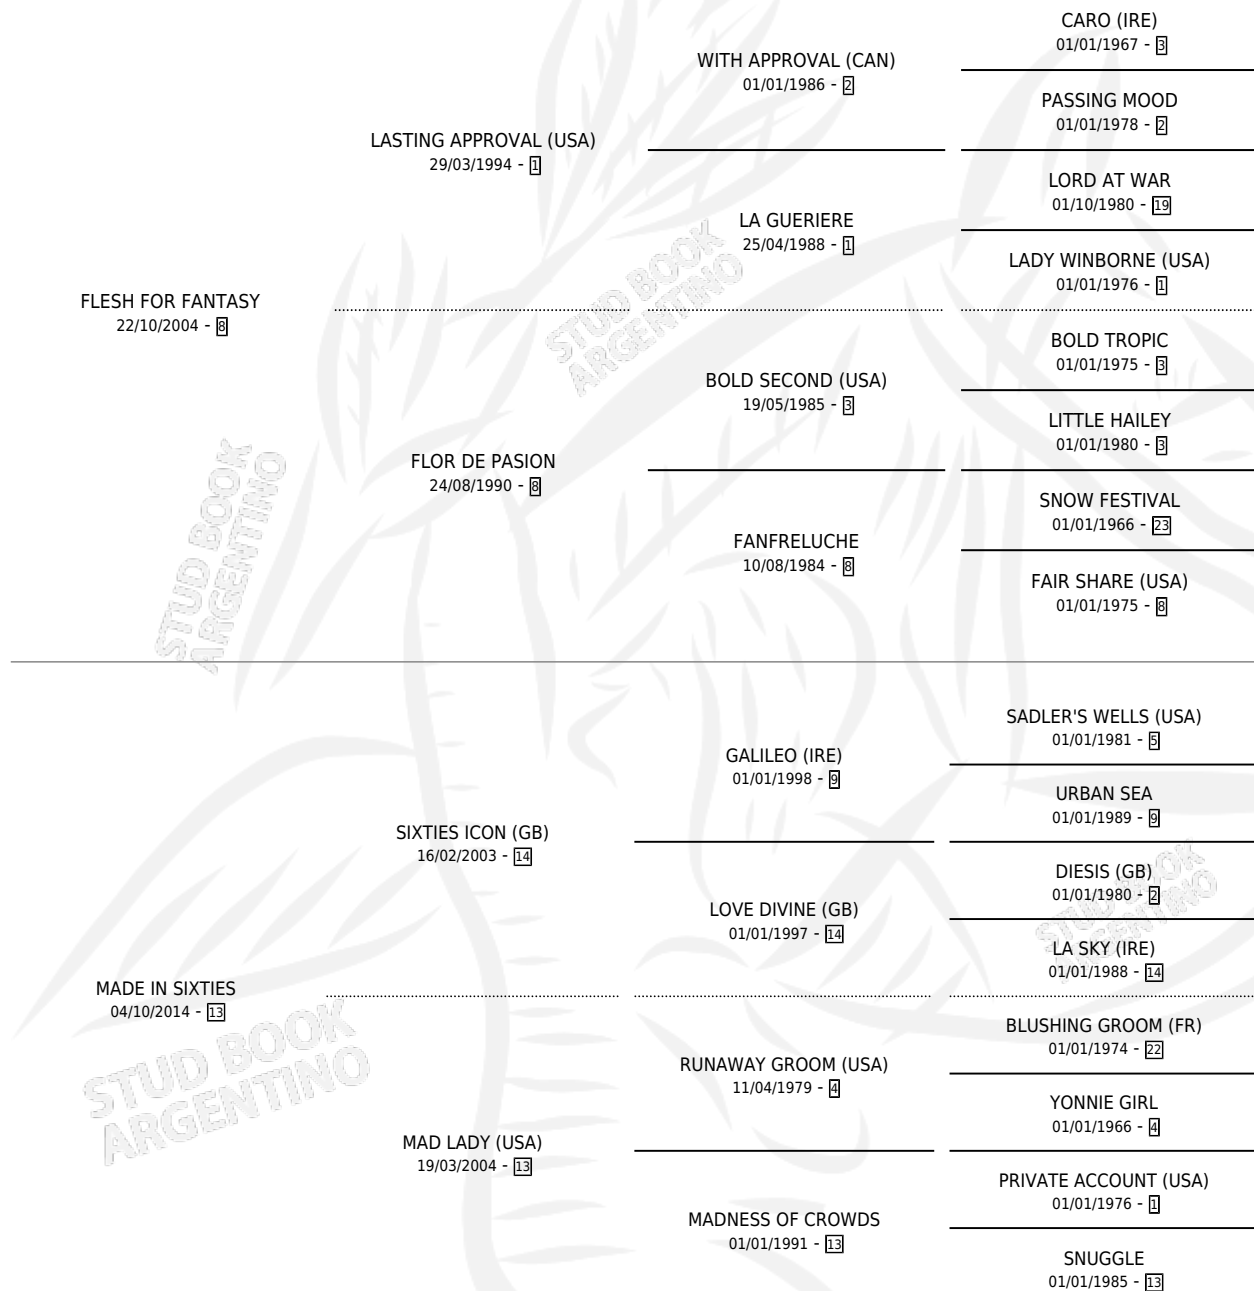 CARO (IRE)
01/01/1967 - 3
WITH APPROVAL (CAN)
01/01/1986 - 2
PASSING MOOD
01/01/1978 - 2
LASTING APPROVAL (USA)
29/03/1994 - 1
LORD AT WAR
01/10/1980 - 19
LA GUERIERE
25/04/1988 - 1
LADY WINBORNE (USA)
01/01/1976 - 1
FLESH FOR FANTASY
22/10/2004 - 8
BOLD TROPIC
01/01/1975 - 3
BOLD SECOND (USA)
19/05/1985 - 3
LITTLE HAILEY
01/01/1980 - 3
FLOR DE PASION
24/08/1990 - 8
SNOW FESTIVAL
01/01/1966 - 23
FANFRELUCHE
10/08/1984 - 8
FAIR SHARE (USA)
01/01/1975 - 8
SADLER'S WELLS (USA)
01/01/1981 - 5
GALILEO (IRE)
01/01/1998 - 9
URBAN SEA
01/01/1989 - 9
SIXTIES ICON (GB)
16/02/2003 - 14
DIESIS (GB)
01/01/1980 - 2
LOVE DIVINE (GB)
01/01/1997 - 14
LA SKY (IRE)
01/01/1988 - 14
MADE IN SIXTIES
04/10/2014 - 13
BLUSHING GROOM (FR)
01/01/1974 - 22
RUNAWAY GROOM (USA)
11/04/1979 - 4
YONNIE GIRL
01/01/1966 - 4
MAD LADY (USA)
19/03/2004 - 13
PRIVATE ACCOUNT (USA)
01/01/1976 - 1
MADNESS OF CROWDS
01/01/1991 - 13
SNUGGLE
01/01/1985 - 13
STUD BOOK
ARGENTINO
STUD BOOK
ARGENTINO
STUD BOOK
ARGENTINO
STUD BOOK
ARGENTINO